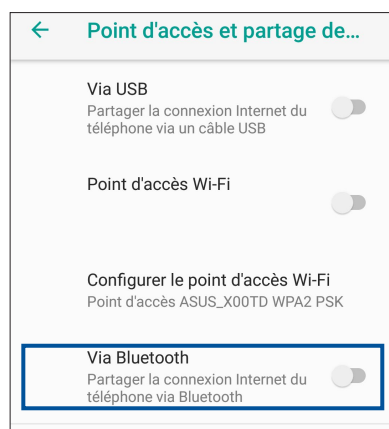 Point d'accès et partage de...
Via USB
Partager la connexion Internet du
téléphone via un câble USB
Point d'accès Wi-Fi
Configurer le point d'accès Wi-Fi
Point d'accès ASUS_X00TD WPA2 PSK
Via Bluetooth
Partager la connexion Internet du
téléphone via Bluetooth